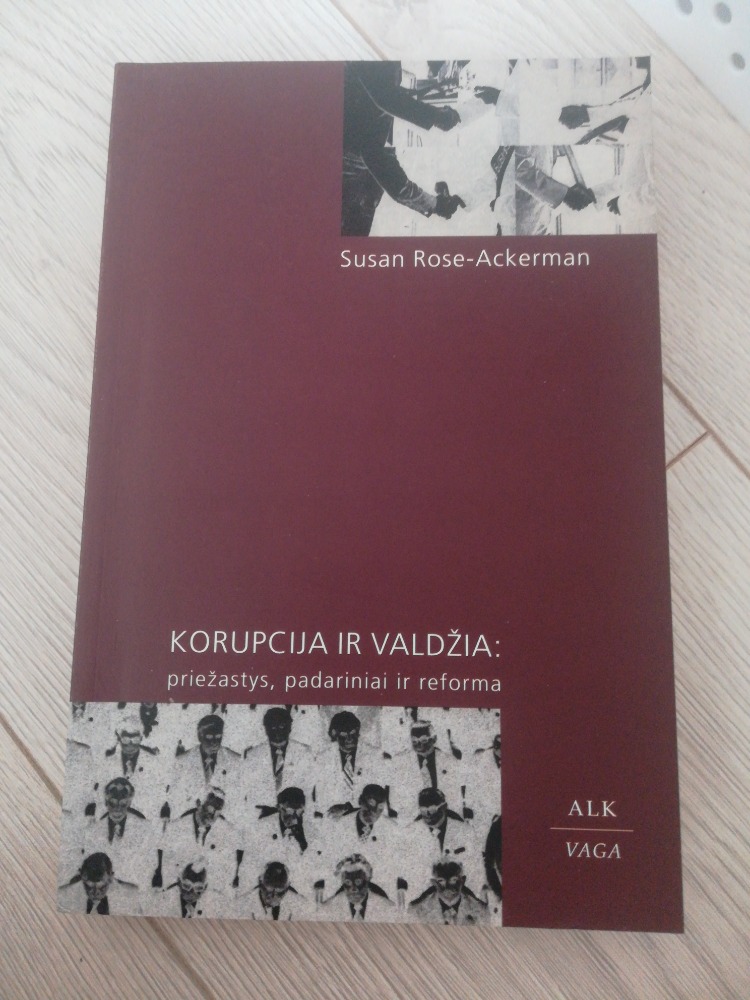 Susan Rose-Ackerman
KORUPCIJA IR VALDŽIA:
priežastys, padariniai ir reforma
ALK
VAGA